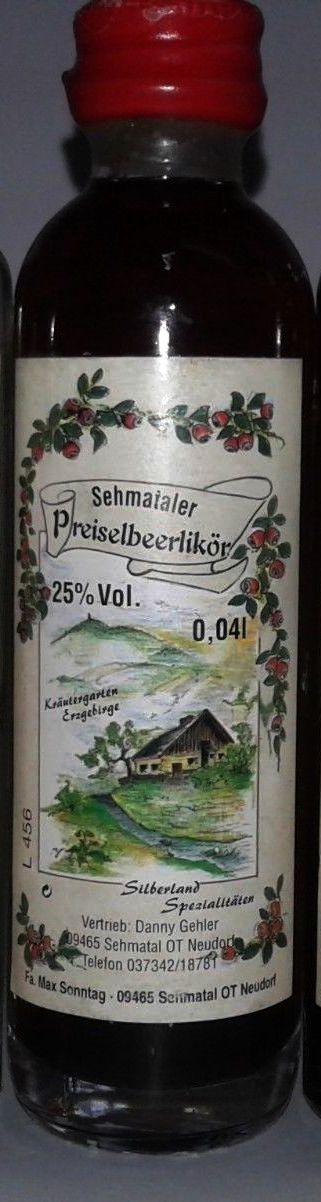 Sehmataler
Preiselbeerlikör
25% Vol.
0,04l
Kräutergarten
Erzgebirge
L 456
Silberland
Spezialitäten
Vertrieb: Danny Gehler
09465 Sehmatal OT Neudorf
Telefon 037342/18781
Fa. Max Sonntag · 09465 Sehmatal OT Neudorf